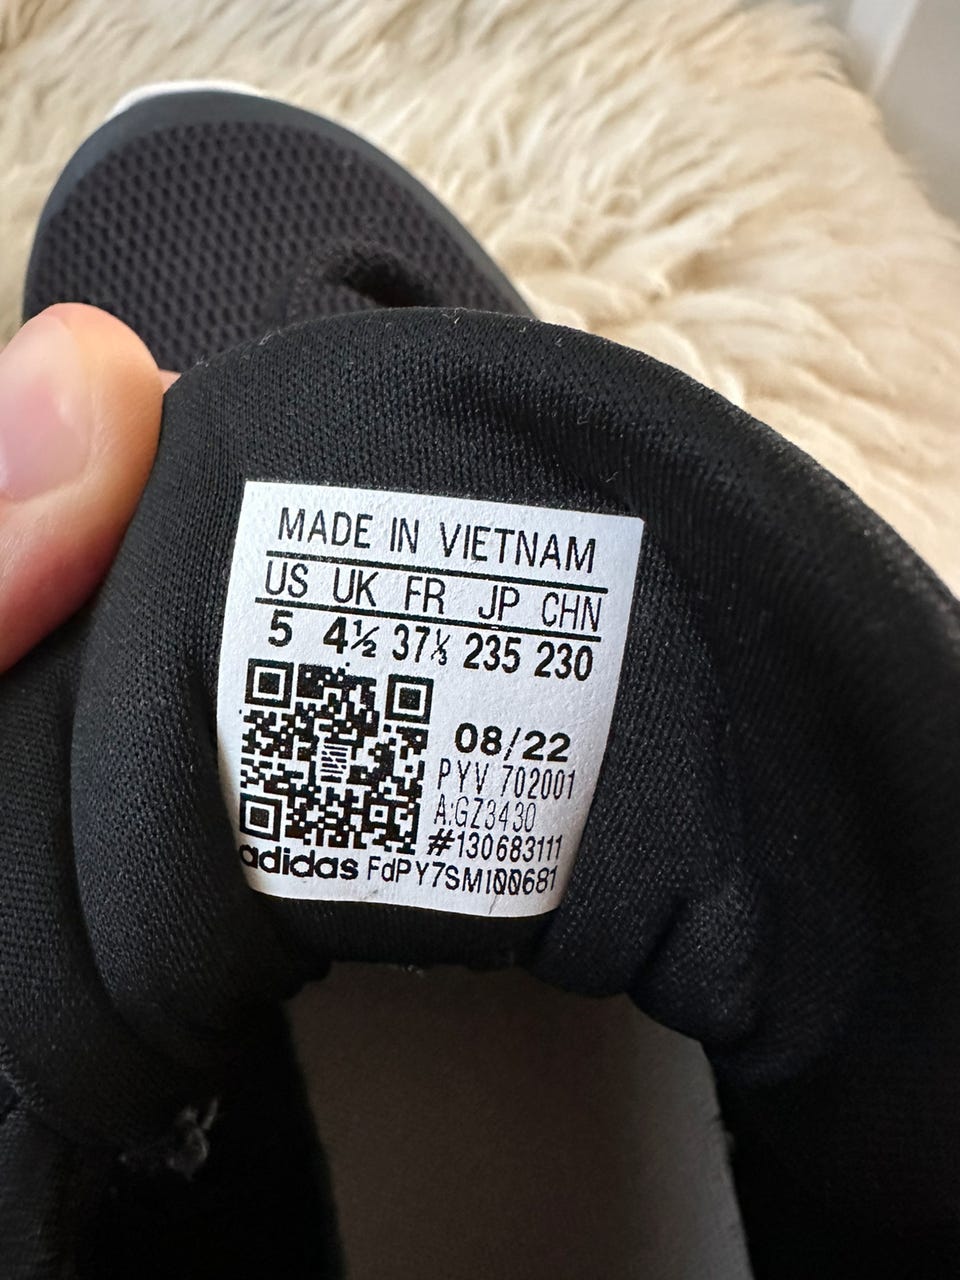 MADE IN VIETNAM
US UK FR JP CHN
5 4½ 37⅓ 235 230
08/22
PYV 702001
A:GZ3430
#130683111
adidas FdPY7SM100681